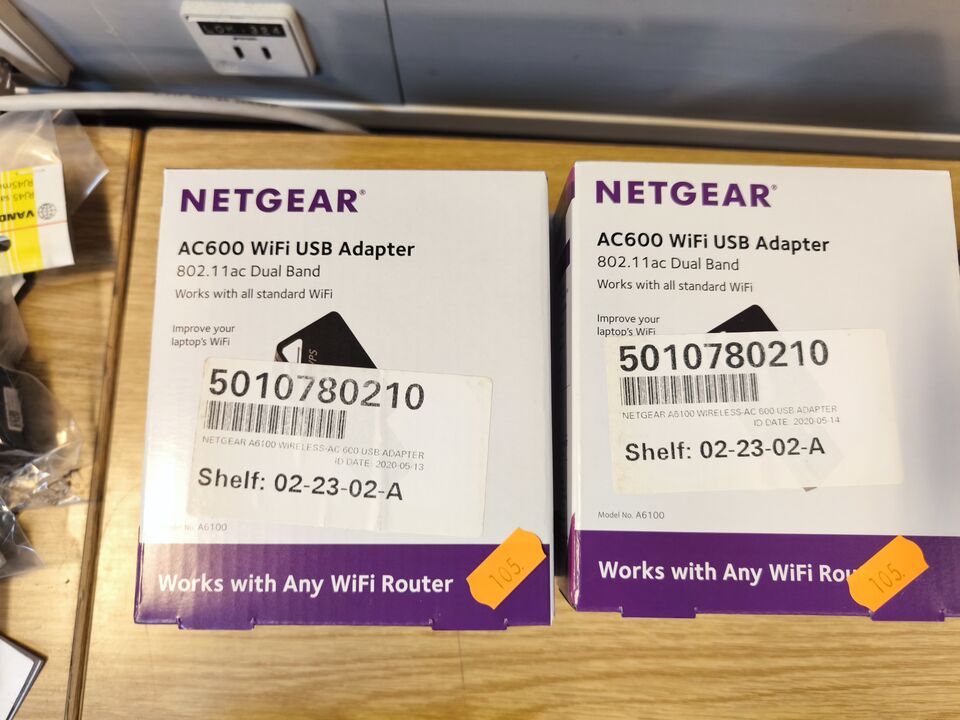 LOK. 324
VANO
NETGEAR®
AC600 WiFi USB Adapter
802.11ac Dual Band
Works with all standard WiFi
Improve your
laptop's WiFi
WPS
5010780210
NETGEAR A6100 WIRELESS-AC 600 USB ADAPTER
ID DATE: 2020-05-13
Shelf: 02-23-02-A
No. A6100
Works with Any WiFi Router
105.
NETGEAR®
AC600 WiFi USB Adapter
802.11ac Dual Band
Works with all standard WiFi
Improve your
laptop's WiFi
5010780210
NETGEAR A6100 WIRELESS-AC 600 USB ADAPTER
ID DATE: 2020-05-14
Shelf: 02-23-02-A
Model No. A6100
Works with Any WiFi Rou
105.